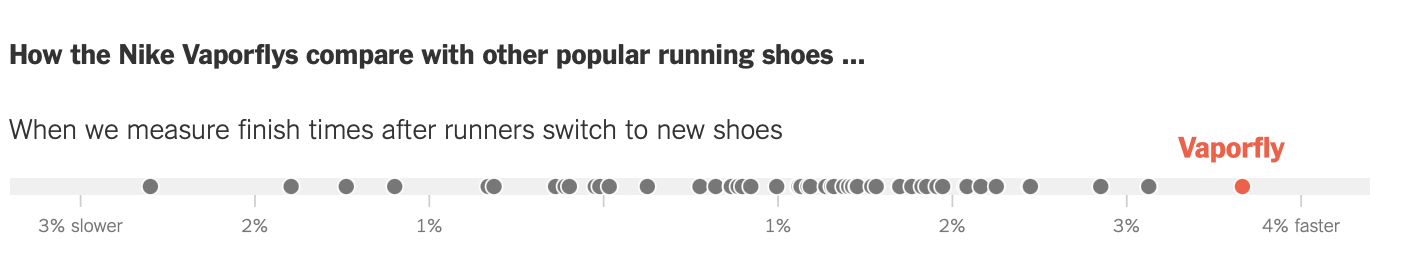 How the Nike Vaporflys compare with other popular running shoes ...
When we measure finish times after runners switch to new shoes
Vaporfly
3% slower 2% 1% 1% 2% 3% 4% faster